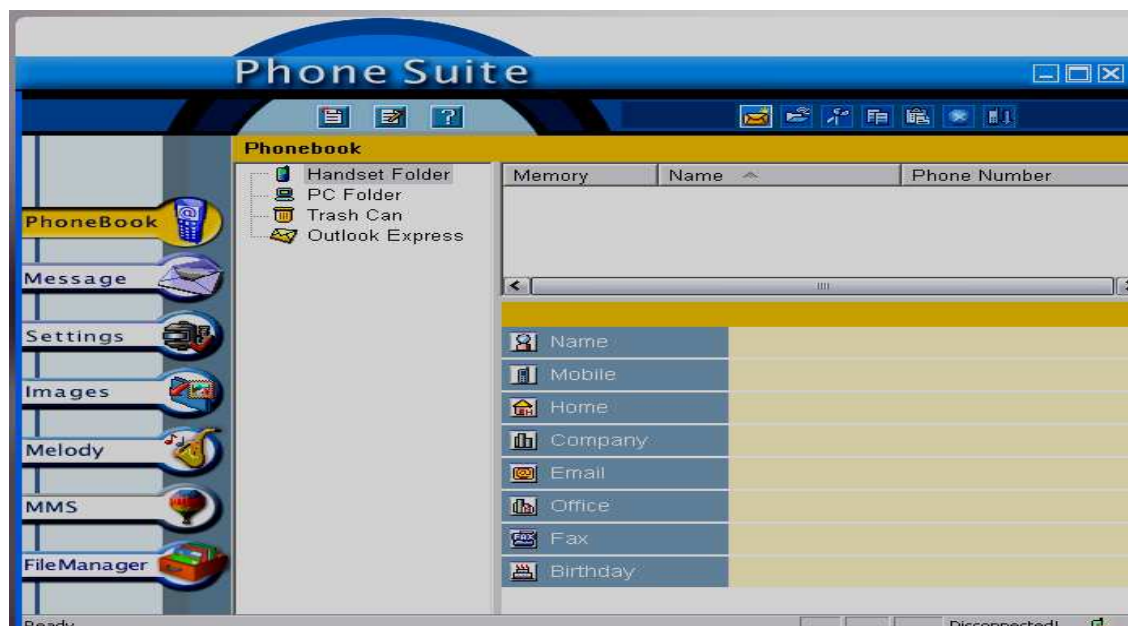 Phone Suite
Phonebook
PhoneBook
Message
Settings
Images
Melody
MMS
FileManager
Handset Folder
PC Folder
Trash Can
Outlook Express
Memory Name Phone Number
Name
Mobile
Home
Company
Email
Office
FAX Fax
Birthday
Ready Disconnected!